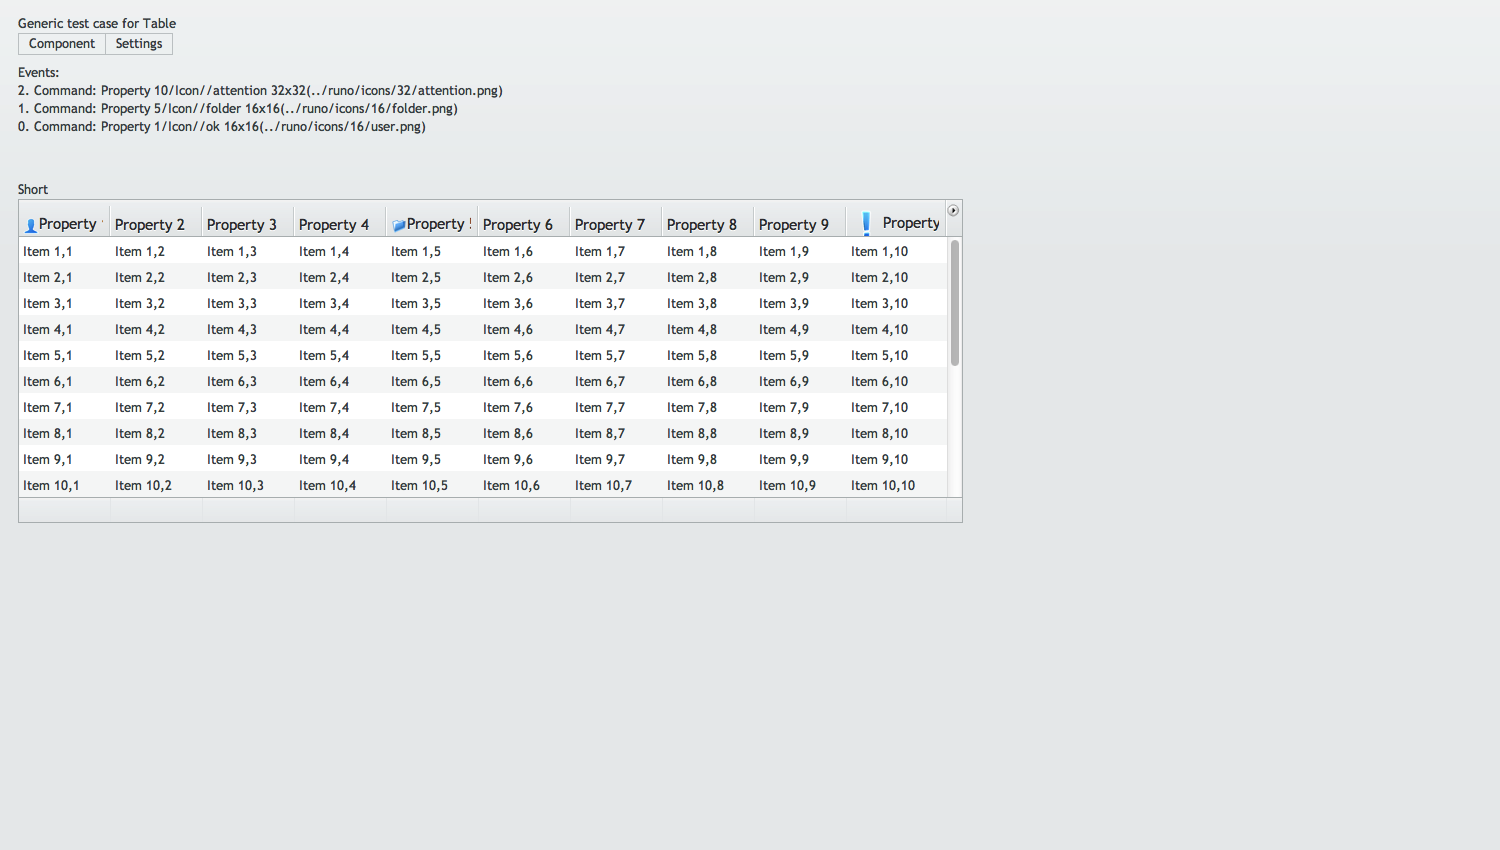 Generic test case for Table
Component Settings
Events:
2. Command: Property 10/Icon//attention 32x32(../runo/icons/32/attention.png)
1. Command: Property 5/Icon//folder 16x16(../runo/icons/16/folder.png)
0. Command: Property 1/Icon//ok 16x16(../runo/icons/16/user.png)
Short
Property Property 2 Property 3 Property 4 Property Property 6 Property 7 Property 8 Property 9 Property
Item 1,1 Item 1,2 Item 1,3 Item 1,4 Item 1,5 Item 1,6 Item 1,7 Item 1,8 Item 1,9 Item 1,10
Item 2,1 Item 2,2 Item 2,3 Item 2,4 Item 2,5 Item 2,6 Item 2,7 Item 2,8 Item 2,9 Item 2,10
Item 3,1 Item 3,2 Item 3,3 Item 3,4 Item 3,5 Item 3,6 Item 3,7 Item 3,8 Item 3,9 Item 3,10
Item 4,1 Item 4,2 Item 4,3 Item 4,4 Item 4,5 Item 4,6 Item 4,7 Item 4,8 Item 4,9 Item 4,10
Item 5,1 Item 5,2 Item 5,3 Item 5,4 Item 5,5 Item 5,6 Item 5,7 Item 5,8 Item 5,9 Item 5,10
Item 6,1 Item 6,2 Item 6,3 Item 6,4 Item 6,5 Item 6,6 Item 6,7 Item 6,8 Item 6,9 Item 6,10
Item 7,1 Item 7,2 Item 7,3 Item 7,4 Item 7,5 Item 7,6 Item 7,7 Item 7,8 Item 7,9 Item 7,10
Item 8,1 Item 8,2 Item 8,3 Item 8,4 Item 8,5 Item 8,6 Item 8,7 Item 8,8 Item 8,9 Item 8,10
Item 9,1 Item 9,2 Item 9,3 Item 9,4 Item 9,5 Item 9,6 Item 9,7 Item 9,8 Item 9,9 Item 9,10
Item 10,1 Item 10,2 Item 10,3 Item 10,4 Item 10,5 Item 10,6 Item 10,7 Item 10,8 Item 10,9 Item 10,10